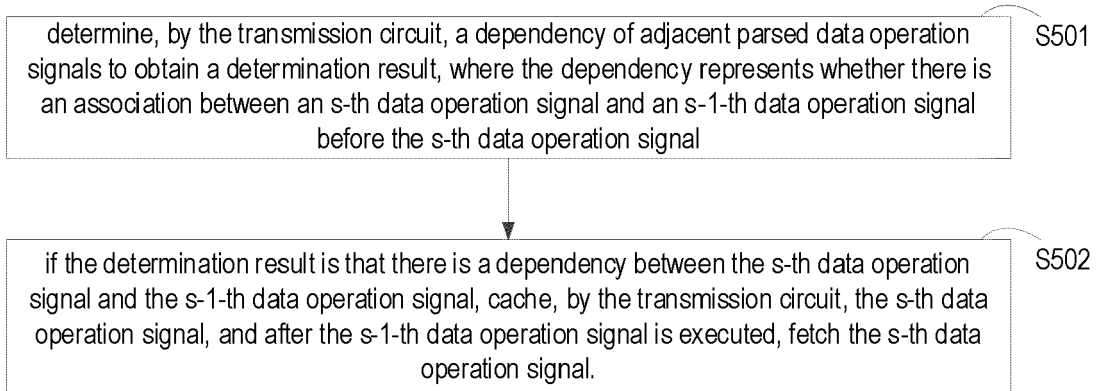 determine, by the transmission circuit, a dependency of adjacent parsed data operation
signals to obtain a determination result, where the dependency represents whether there is
an association between an s-th data operation signal and an s-1-th data operation signal
before the s-th data operation signal
S501
if the determination result is that there is a dependency between the s-th data operation
signal and the s-1-th data operation signal, cache, by the transmission circuit, the s-th data
operation signal, and after the s-1-th data operation signal is executed, fetch the s-th data
operation signal.
S502